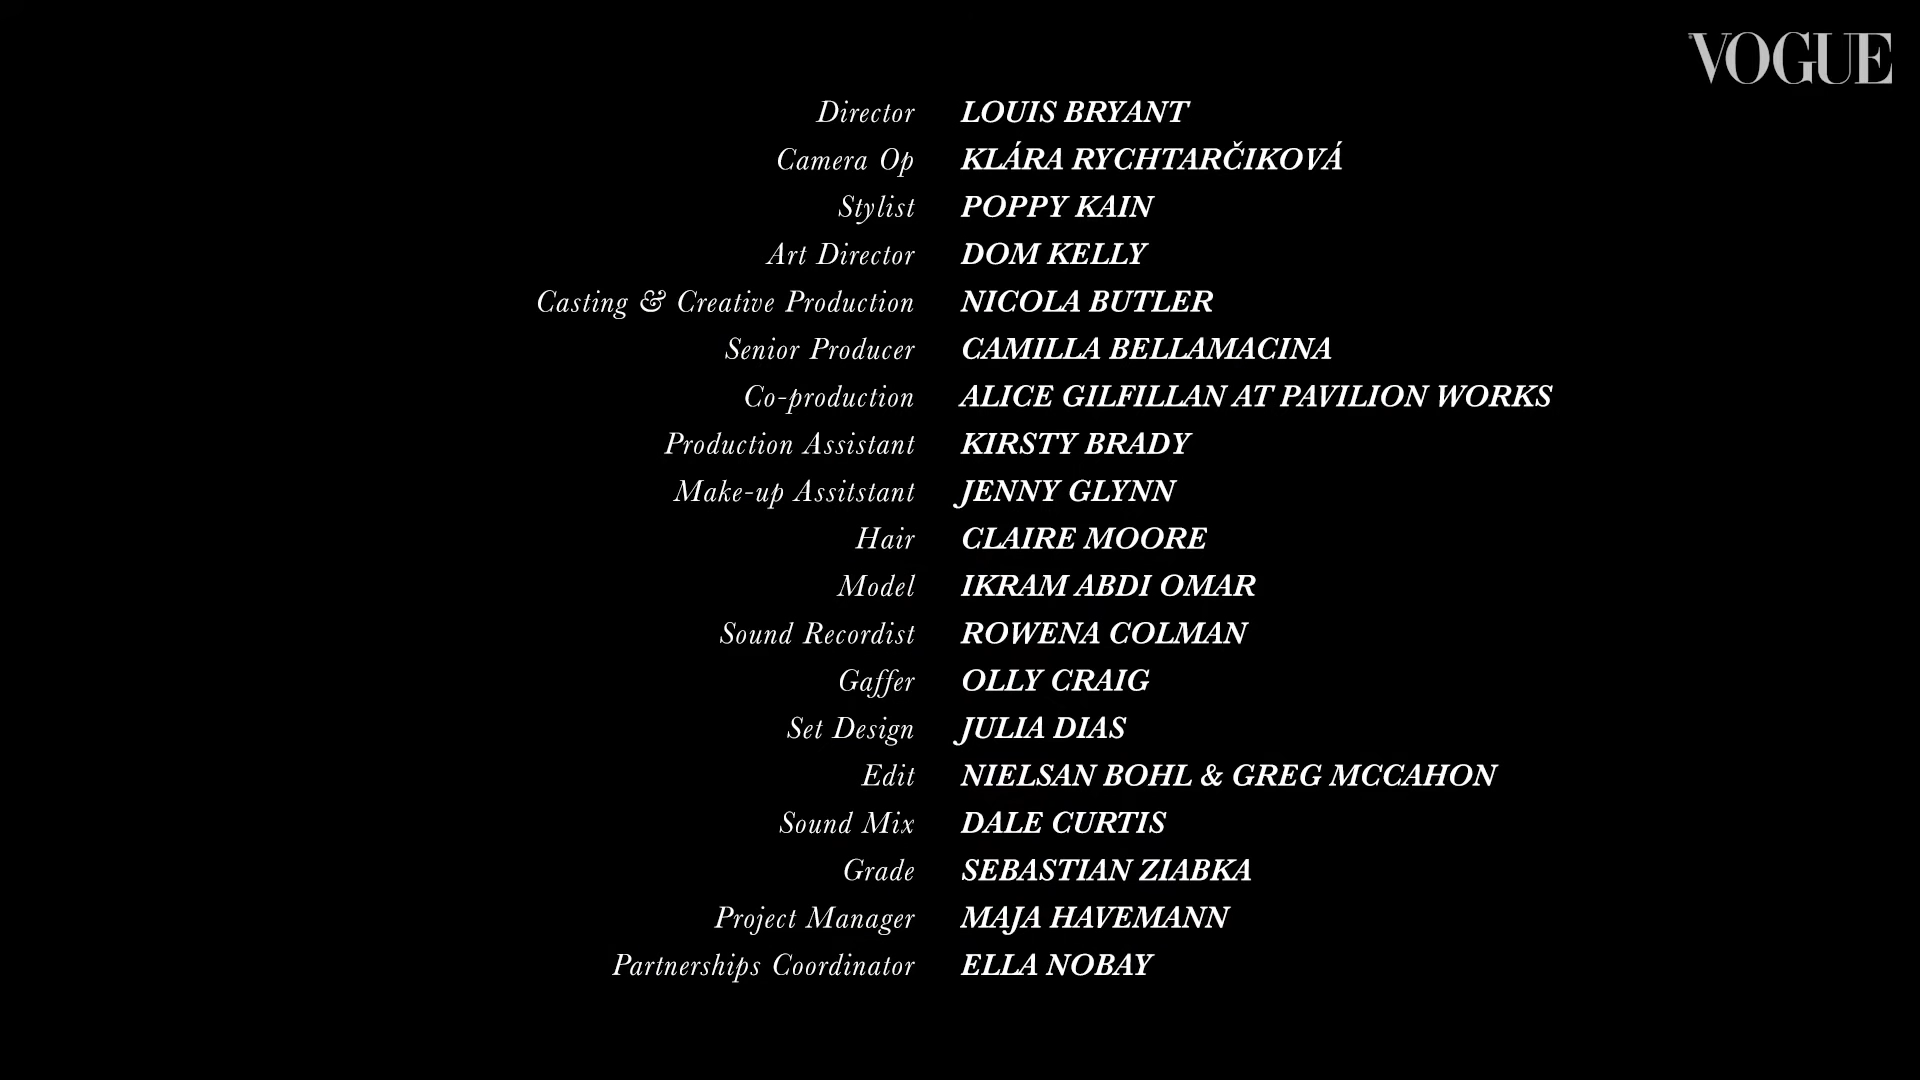 VOGUE
Director LOUIS BRYANT
Camera Op KLÁRA RYCHTARČIKOVÁ
Stylist POPPY KAIN
Art Director DOM KELLY
Casting & Creative Production NICOLA BUTLER
Senior Producer CAMILLA BELLAMACINA
Co-production ALICE GILFILLAN AT PAVILION WORKS
Production Assistant KIRSTY BRADY
Make-up Assitstant JENNY GLYNN
Hair CLAIRE MOORE
Model IKRAM ABDI OMAR
Sound Recordist ROWENA COLMAN
Gaffer OLLY CRAIG
Set Design JULIA DIAS
Edit NIELSAN BOHL & GREG MCCAHON
Sound Mix DALE CURTIS
Grade SEBASTIAN ZIABKA
Project Manager MAJA HAVEMANN
Partnerships Coordinator ELLA NOBAY